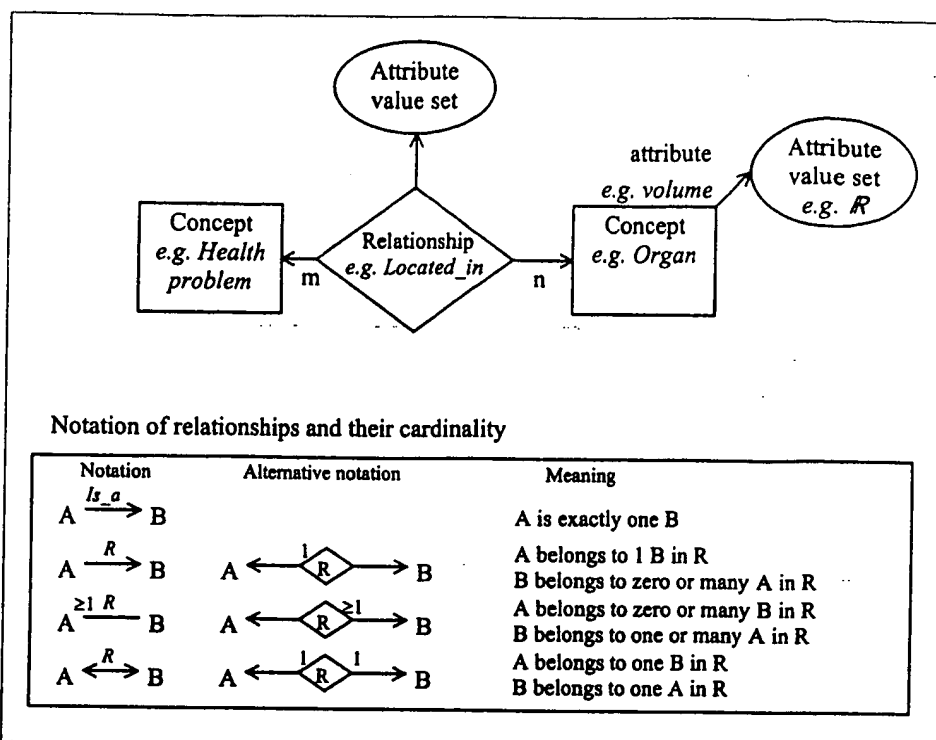 Attribute
value set
attribute
e.g. volume
Attribute
value set
e.g. ℝ
Concept
e.g. Health
problem
m
Relationship
e.g. Located_in
n
Concept
e.g. Organ
Notation of relationships and their cardinality
Notation Alternative notation Meaning
A Is_a B A is exactly one B
A R B A 1 R B A belongs to 1 B in R
B belongs to zero or many A in R
A ≥1 R B A R ≥1 B A belongs to zero or many B in R
B belongs to one or many A in R
A R B A 1 R 1 B A belongs to one B in R
B belongs to one A in R